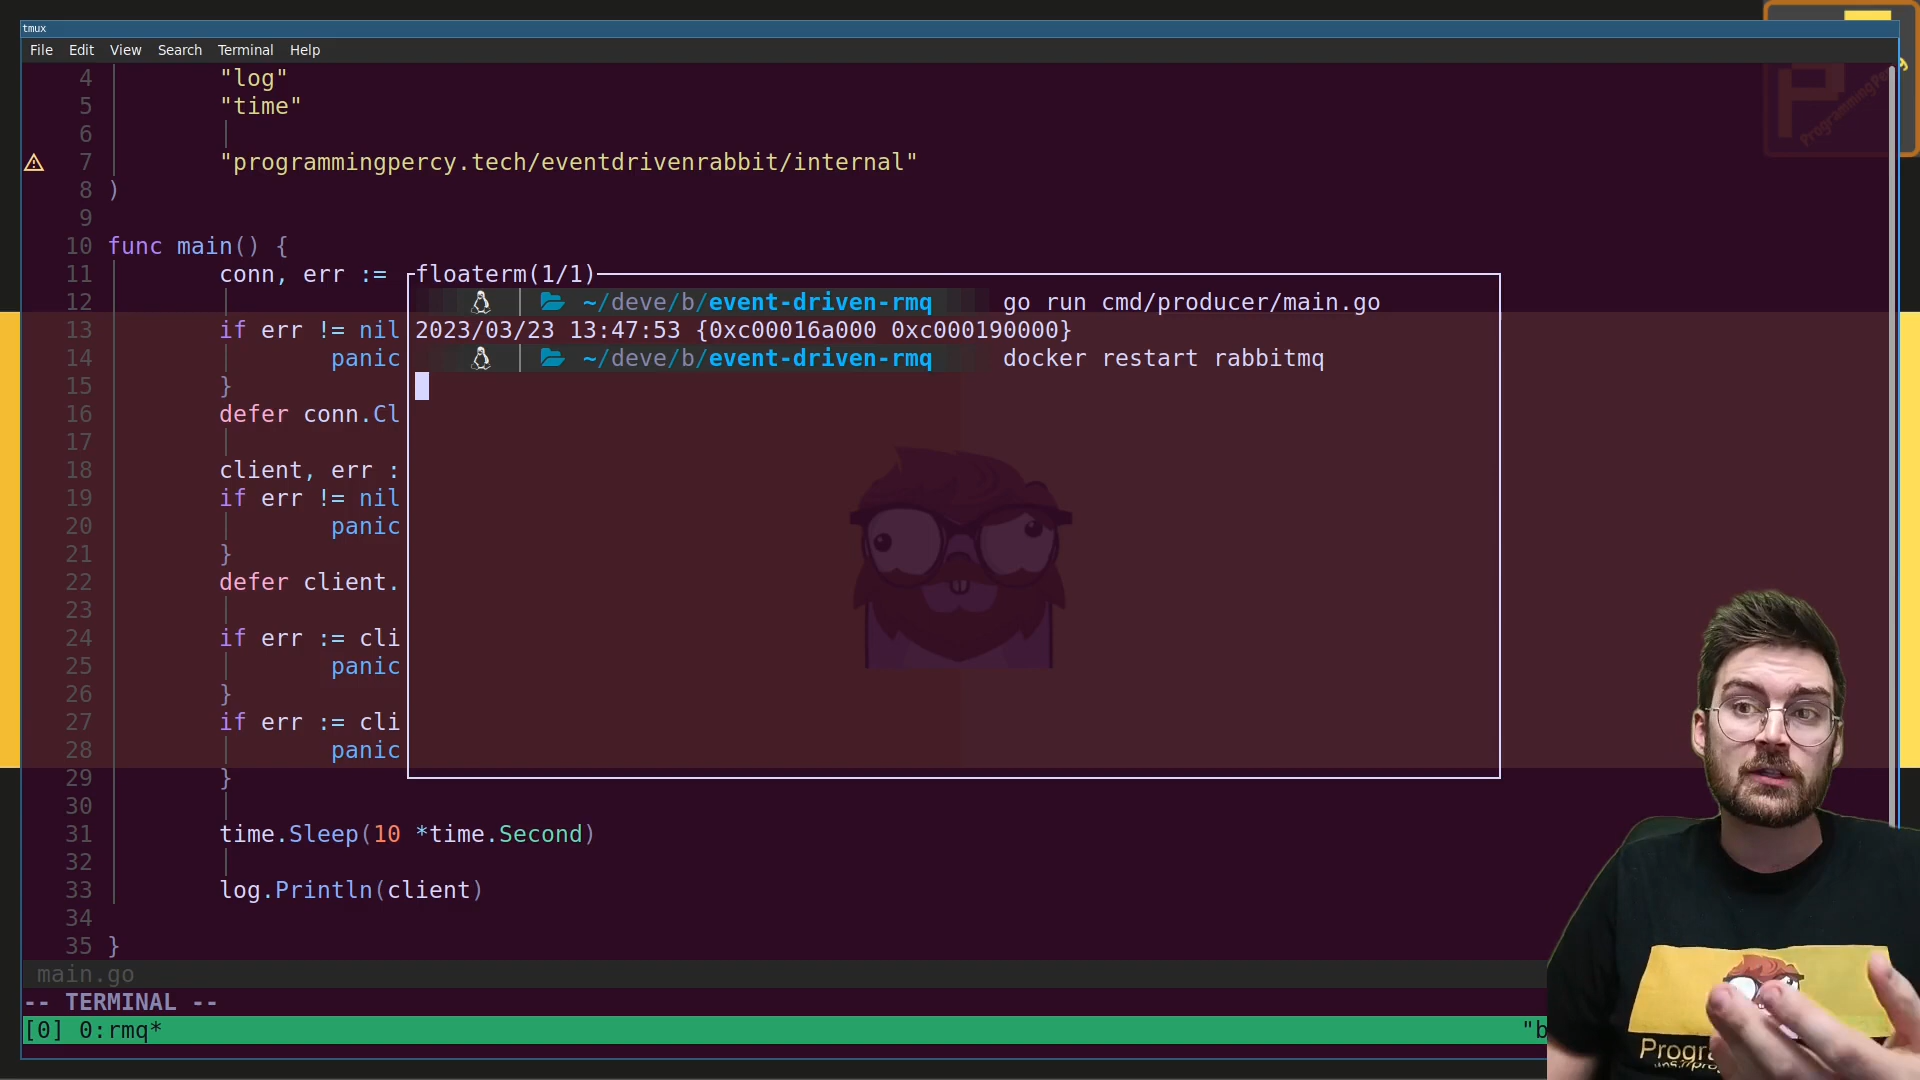 tmux
File Edit View Search Terminal Help
4 "log"
5 "time"
6
7 "programmingpercy.tech/eventdrivenrabbit/internal"
8 )
9
10 func main() {
11 conn, err :=
12
13 if err != nil
14 panic
15 }
16 defer conn.Cl
17
18 client, err :
19 if err != nil
20 panic
21 }
22 defer client.
23
24 if err := cli
25 panic
26 }
27 if err := cli
28 panic
29 }
30
31 time.Sleep(10 *time.Second)
32
33 log.Println(client)
34
35 }
floaterm(1/1)
~/deve/b/event-driven-rmq go run cmd/producer/main.go
2023/03/23 13:47:53 {0xc00016a000 0xc000190000}
~/deve/b/event-driven-rmq docker restart rabbitmq
main.go
-- TERMINAL --
[0] 0:rmq* "b
P
ProgrammingPercy
Progr